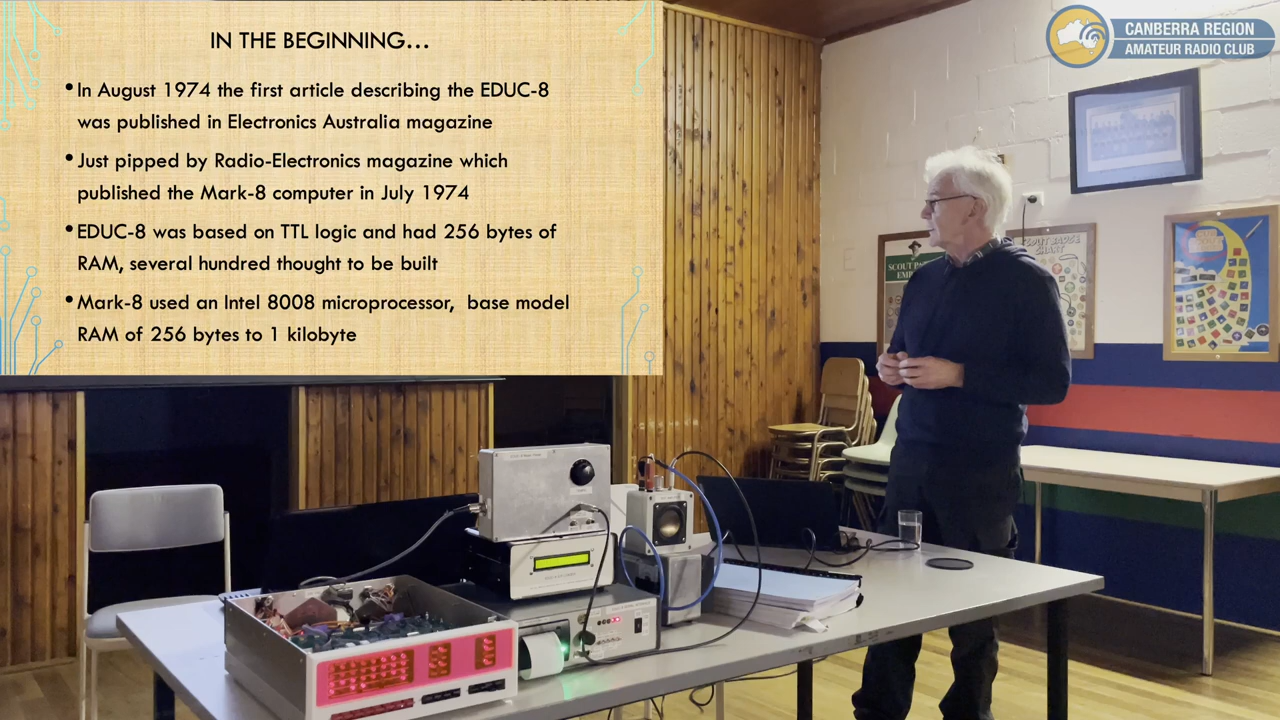 IN THE BEGINNING...
•In August 1974 the first article describing the EDUC-8
was published in Electronics Australia magazine
•Just pipped by Radio-Electronics magazine which
published the Mark-8 computer in July 1974
•EDUC-8 was based on TTL logic and had 256 bytes of
RAM, several hundred thought to be built
•Mark-8 used an Intel 8008 microprocessor, base model
RAM of 256 bytes to 1 kilobyte
CANBERRA REGION
AMATEUR RADIO CLUB
SCOUT BADGE
CHART